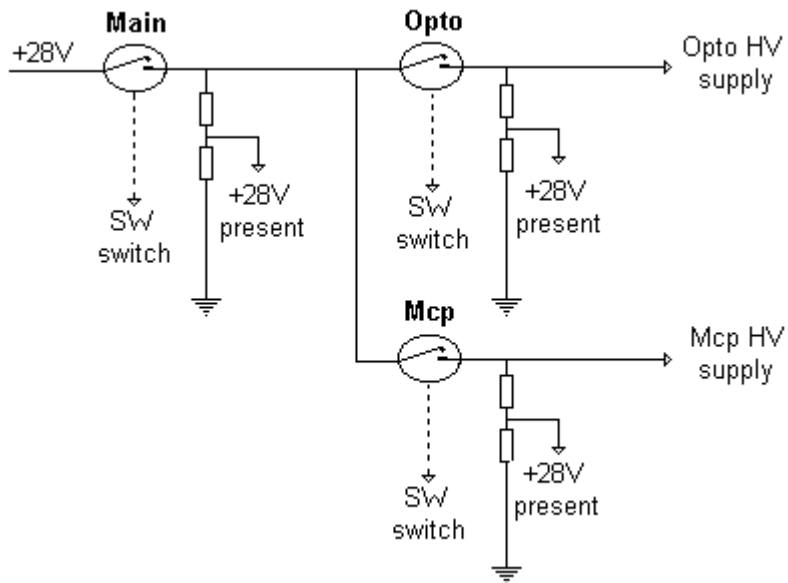 Main
+28V
SW
switch
+28V
present
Opto
SW
switch
+28V
present
Opto HV
supply
Mcp
SW
switch
+28V
present
Mcp HV
supply